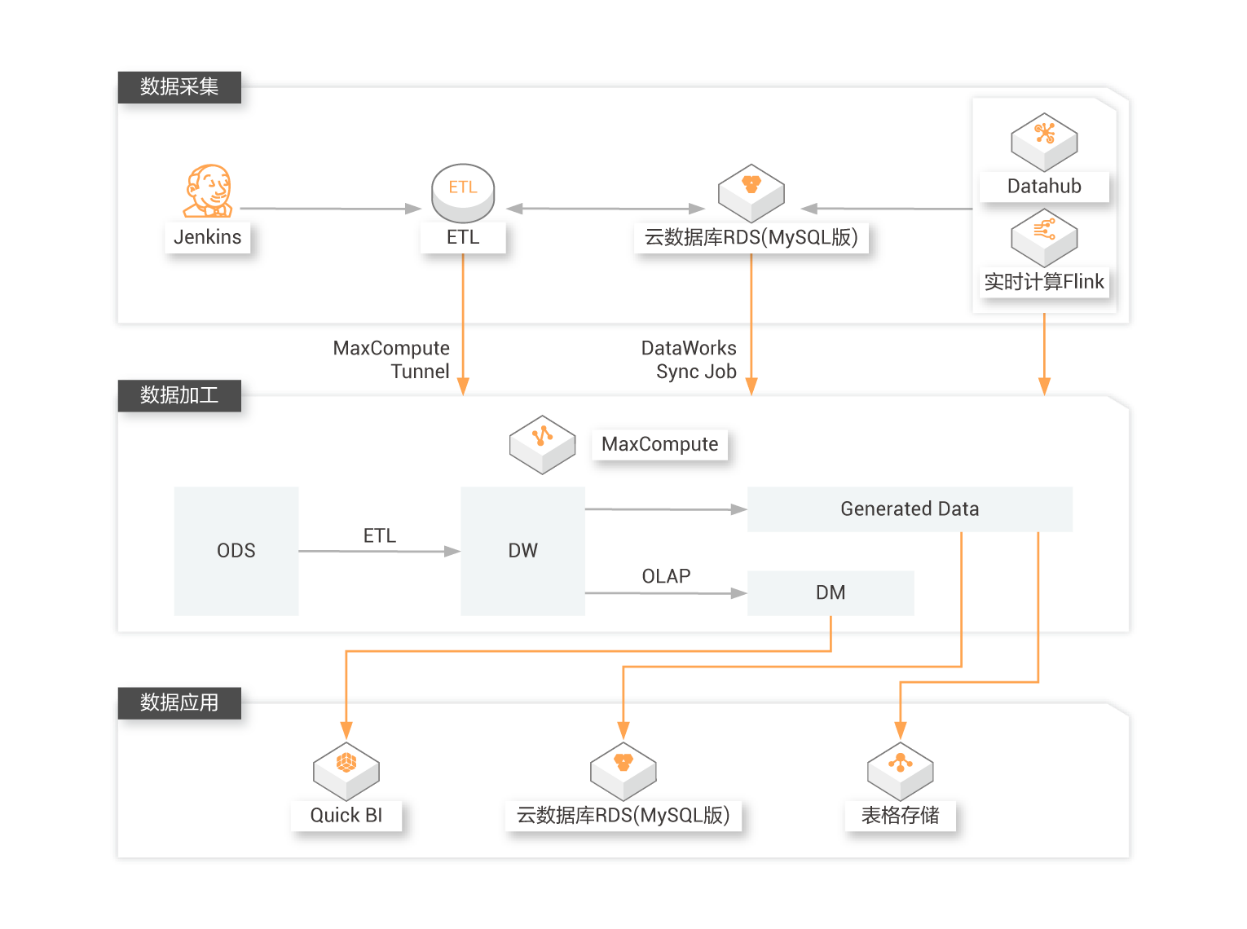 数据采集
Datahub
ETL
Jenkins
ETL
云数据库RDS(MySQL版)
实时计算Flink
MaxCompute
Tunnel
DataWorks
Sync Job
数据加工
MaxCompute
Generated Data
ETL
ODS
DW
OLAP
DM
数据应用
Quick BI
云数据库RDS(MySQL版)
表格存储